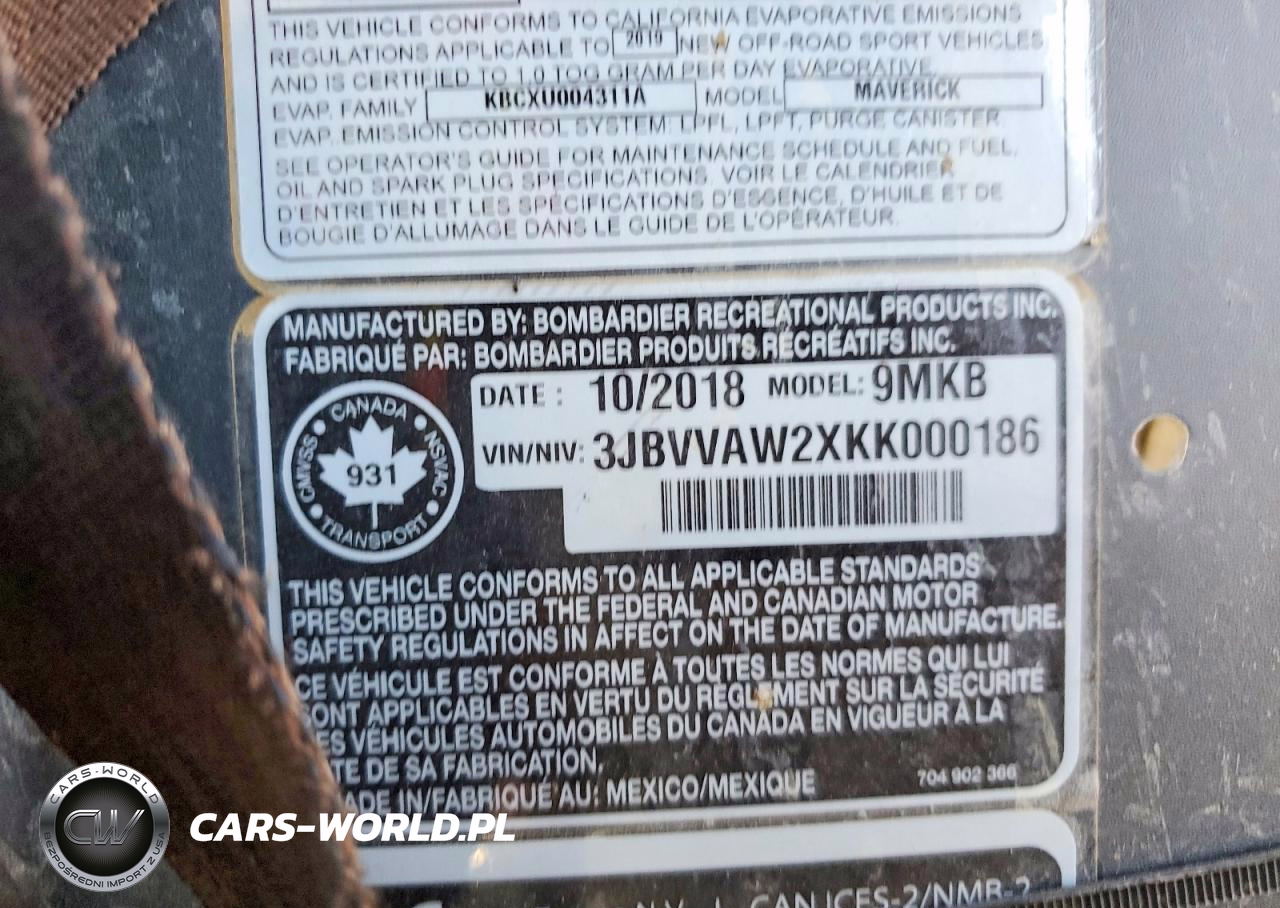 THIS VEHICLE CONFORMS TO CALIFORNIA EVAPORATIVE EMISSIONS
REGULATIONS APPLICABLE TO 2019 NEW OFF-ROAD SPORT VEHICLES
AND IS CERTIFIED TO 1.0 TOG GRAM PER DAY EVAPORATIVE
EVAP. FAMILY KBCXU004311A MODEL MAVERICK
EVAP. EMISSION CONTROL SYSTEM: LPFL, LPFT, PURGE CANISTER
SEE OPERATOR'S GUIDE FOR MAINTENANCE SCHEDULE AND FUEL,
OIL AND SPARK PLUG SPECIFICATIONS. VOIR LE CALENDRIER
D'ENTRETIEN ET LES SPÉCIFICATIONS D'ESSENCE, D'HUILE ET DE
BOUGIE D'ALLUMAGE DANS LE GUIDE DE L'OPÉRATEUR.
MANUFACTURED BY: BOMBARDIER RECREATIONAL PRODUCTS INC.
FABRIQUÉ PAR: BOMBARDIER PRODUITS RÉCRÉATIFS INC.
DATE : 10/2018 MODEL: 9MKB
VIN/NIV: 3JBVVAW2XKK000186
CANADA
CMVSS 931 NSVAC
TRANSPORT
THIS VEHICLE CONFORMS TO ALL APPLICABLE STANDARDS
PRESCRIBED UNDER THE FEDERAL AND CANADIAN MOTOR
SAFETY REGULATIONS IN AFFECT ON THE DATE OF MANUFACTURE.
CE VÉHICULE EST CONFORME À TOUTES LES NORMES QUI LUI
SONT APPLICABLES EN VERTU DU REGLEMENT SUR LA SÉCURITÉ
ES VÉHICULES AUTOMOBILES DU CANADA EN VIGUEUR A LA
TE DE SA FABRICATION.
ADE IN/FABRIQUÉ AU: MEXICO/MEXIQUE 704 902 366
CAN ICES-2/NMB-2
CARS-WORLD
CW
BEZPOŚREDNI IMPORT Z USA
CARS-WORLD.PL